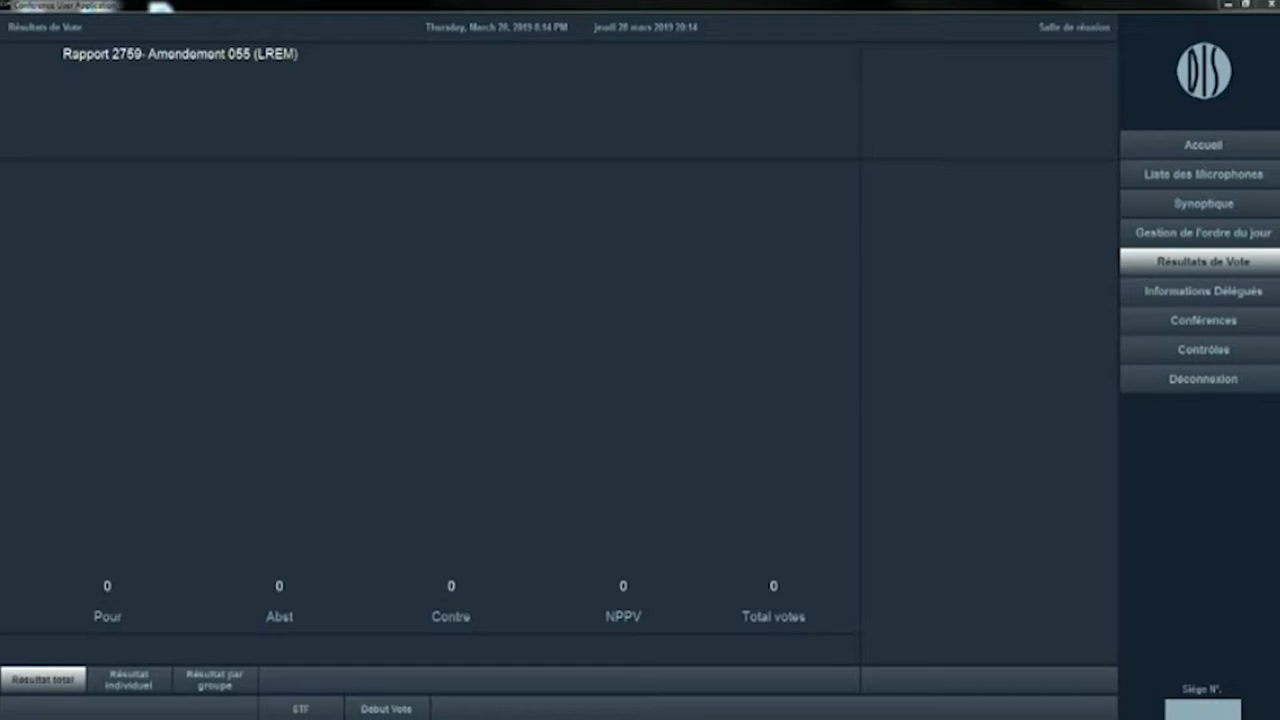 Conference User Application
Résultats de Vote
Thursday, March 28, 2019 8:14 PM
jeudi 28 mars 2019 20:14
Salle de réunion
Rapport 2759- Amendement 055 (LREM)
DIS
Accueil
Liste des Microphones
Synoptique
Gestion de l'ordre du jour
Résultats de Vote
Informations Délégués
Conférences
Contrôles
Déconnexion
0 0 0 0 0
Pour Abst Contre NPPV Total votes
Résultat total
Résultat
individuel
Résultat par
groupe
Siège N°.
Début Vote